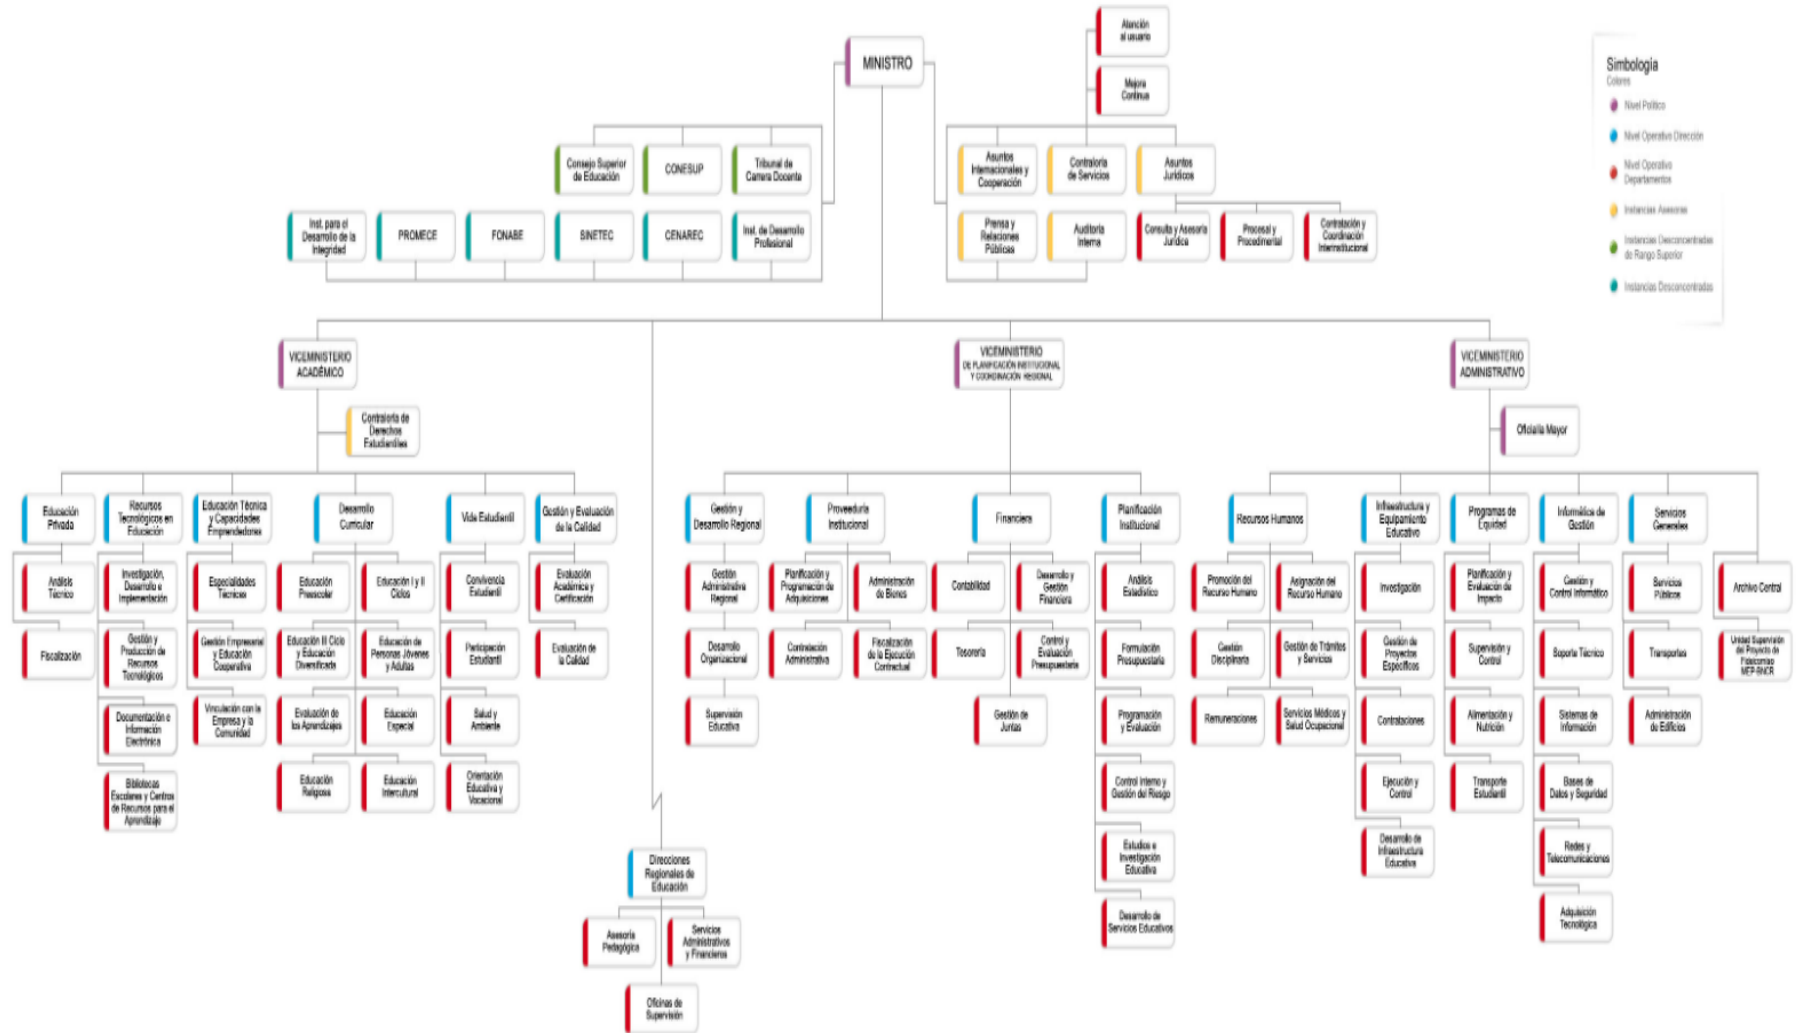 Atención
al usuario
MINISTRO
Mejora
Continua
Simbología
Colores
Nivel Político
Nivel Operativo Dirección
Nivel Operativo
Departamentos
Instancias Asesoras
Instancias Desconcentradas
de Rango Superior
Instancias Desconcentradas
Consejo Superior
de Educación
CONESUP
Tribunal de
Carrera Docente
Asuntos
Internacionales y
Cooperación
Contraloría
de Servicios
Asuntos
Jurídicos
Inst. para el
Desarrollo de la
Integridad
PROMECE
FONABE
SINETEC
CENAREC
Inst. de Desarrollo
Profesional
Prensa y
Relaciones
Públicas
Auditoría
Interna
Consulta y Asesoría
Jurídica
Procesal y
Procedimental
Contratación y
Coordinación
Interinstitucional
VICEMINISTERIO
ACADÉMICO
VICEMINISTERIO
DE PLANIFICACIÓN INSTITUCIONAL
Y COORDINACIÓN REGIONAL
VICEMINISTERIO
ADMINISTRATIVO
Contraloría de
Derechos
Estudiantiles
Oficialía Mayor
Educación
Privada
Recursos
Tecnológicos en
Educación
Educación Técnica
y Capacidades
Emprendedoras
Desarrollo
Curricular
Vida Estudiantil
Gestión y Evaluación
de la Calidad
Gestión y
Desarrollo Regional
Proveeduría
Institucional
Financiera
Planificación
Institucional
Recursos Humanos
Infraestructura y
Equipamiento
Educativo
Programas de
Equidad
Informática de
Gestión
Servicios
Generales
Análisis
Técnico
Investigación,
Desarrollo e
Implementación
Especialidades
Técnicas
Educación
Preescolar
Educación I y II
Ciclos
Convivencia
Estudiantil
Evaluación
Académica y
Certificación
Gestión
Administrativa
Regional
Planificación y
Programación de
Adquisiciones
Administración
de Bienes
Contabilidad
Desarrollo y
Gestión
Financiera
Análisis
Estadístico
Promoción del
Recurso Humano
Asignación del
Recurso Humano
Investigación
Planificación y
Evaluación de
Impacto
Gestión y
Control Informático
Servicios
Públicos
Archivo Central
Fiscalización
Gestión y
Producción de
Recursos
Tecnológicos
Gestión Empresarial
y Educación
Cooperativa
Educación III Ciclo
y Educación
Diversificada
Educación de
Personas Jóvenes
y Adultas
Participación
Estudiantil
Evaluación de
la Calidad
Desarrollo
Organizacional
Contratación
Administrativa
Fiscalización
de la Ejecución
Contractual
Tesorería
Control y
Evaluación
Presupuestaria
Formulación
Presupuestaria
Gestión
Disciplinaria
Gestión de Trámites
y Servicios
Gestión de
Proyectos
Específicos
Supervisión y
Control
Soporte Técnico
Transportes
Unidad Supervisión
del Proyecto de
Fideicomiso
MEP-BNCR
Documentación e
Información
Electrónica
Vinculación con la
Empresa y la
Comunidad
Evaluación de
los Aprendizajes
Educación
Especial
Salud y
Ambiente
Supervisión
Educativa
Gestión de
Juntas
Programación
y Evaluación
Remuneraciones
Servicios Médicos y
Salud Ocupacional
Contrataciones
Alimentación y
Nutrición
Sistemas de
Información
Administración
de Edificios
Bibliotecas
Escolares y Centros
de Recursos para el
Aprendizaje
Educación
Religiosa
Educación
Intercultural
Orientación
Educativa y
Vocacional
Control Interno y
Gestión del Riesgo
Ejecución y
Control
Transporte
Estudiantil
Bases de
Datos y Seguridad
Direcciones
Regionales de
Educación
Estudios e
Investigación
Educativa
Desarrollo de
Infraestructura
Educativa
Redes y
Telecomunicaciones
Asesoría
Pedagógica
Servicios
Administrativos
y Financieros
Desarrollo de
Servicios Educativos
Adquisición
Tecnológica
Oficinas de
Supervisión